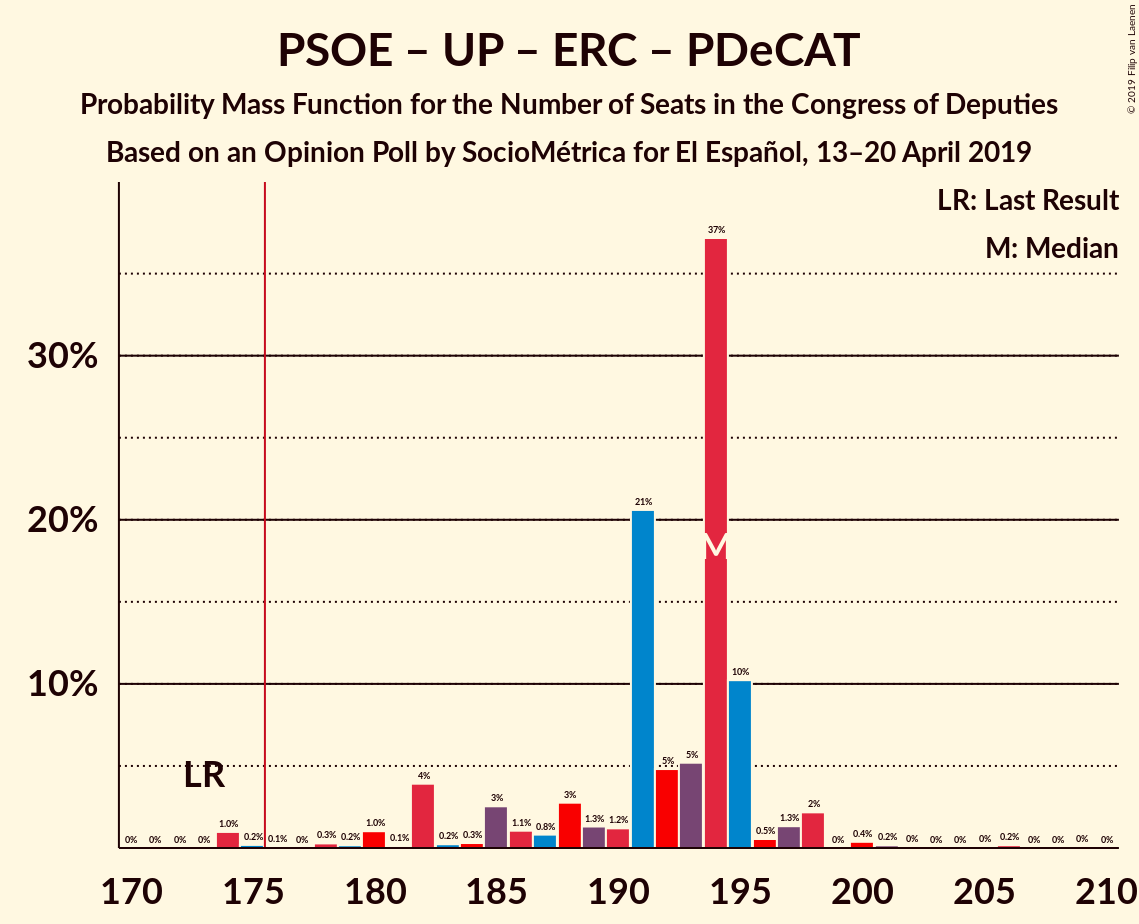 PSOE – UP – ERC – PDeCAT
Probability Mass Function for the Number of Seats in the Congress of Deputies
Based on an Opinion Poll by SocioMétrica for El Español, 13–20 April 2019
© 2019 Filip van Laenen
LR: Last Result
M: Median
37%
30%
21%
20%
M
10%
10%
LR
0% 0% 0% 0% 1.0% 0.2% 0.1% 0% 0.3% 0.2% 1.0% 0.1% 4% 0.2% 0.3% 3% 1.1% 0.8% 3% 1.3% 1.2% 5% 5% 0.5% 1.3% 2% 0% 0.4% 0.2% 0% 0% 0% 0% 0.2% 0% 0% 0% 0%
170 175 180 185 190 195 200 205 210